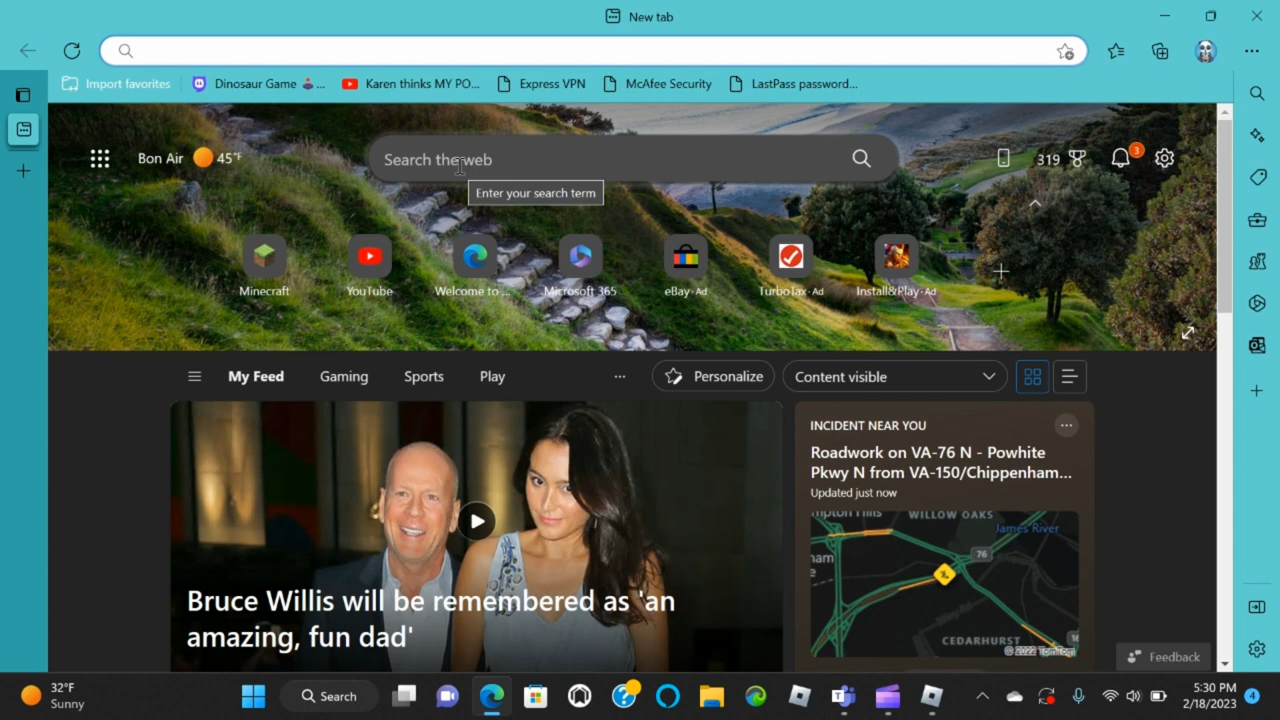 New tab
Import favorites
Dinosaur Game 🕹️ ...
Karen thinks MY PO...
Express VPN
McAfee Security
LastPass password...
Bon Air
45°F
Search the web
319
3
Enter your search term
Minecraft
YouTube
Welcome to ...
Microsoft 365
eBay · Ad
TurboTax · Ad
Install&Play · Ad
My Feed
Gaming
Sports
Play
...
Personalize
Content visible
INCIDENT NEAR YOU
Roadwork on VA-76 N - Powhite
Pkwy N from VA-150/Chippenham...
Updated just now
WILLOW OAKS
James River
76
CEDARHURST
© 2022 TomTom
Bruce Willis will be remembered as 'an
amazing, fun dad'
Feedback
32°F
Sunny
Search
5:30 PM
2/18/2023
4